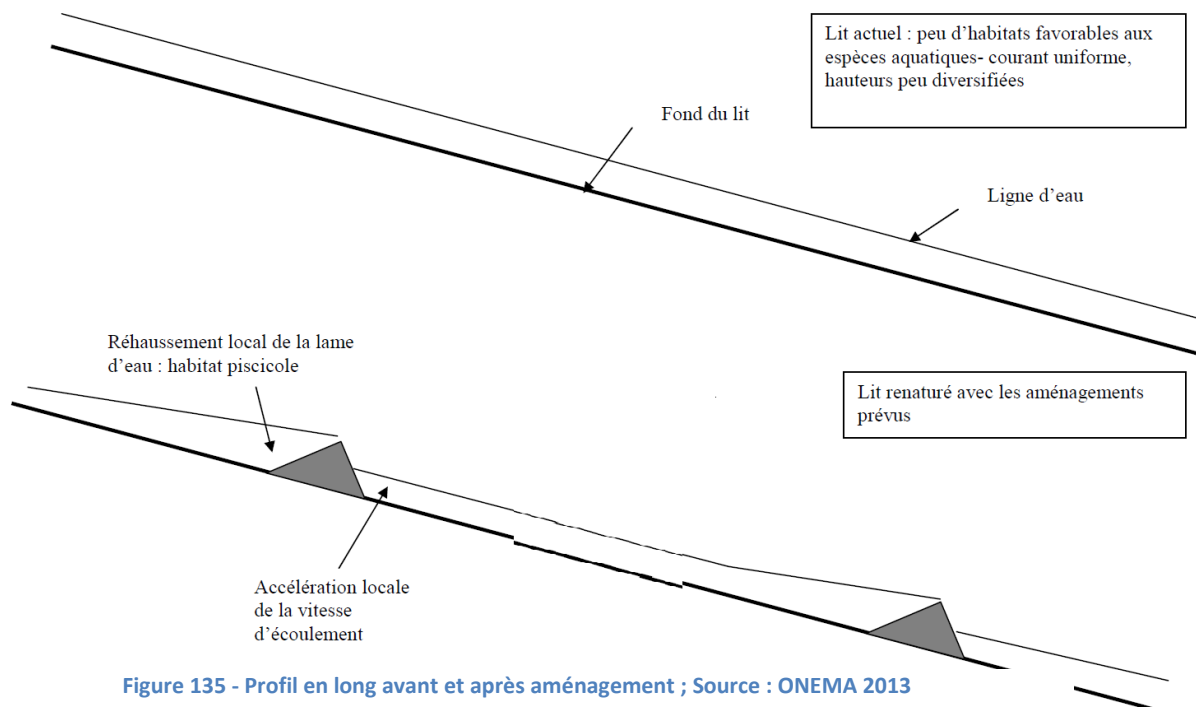 Lit actuel : peu d'habitats favorables aux
espèces aquatiques- courant uniforme,
hauteurs peu diversifiées
Fond du lit
Ligne d'eau
Réhaussement local de la lame
d'eau : habitat piscicole
Lit renaturé avec les aménagements
prévus
Accélération locale
de la vitesse
d'écoulement
Figure 135 - Profil en long avant et après aménagement ; Source : ONEMA 2013